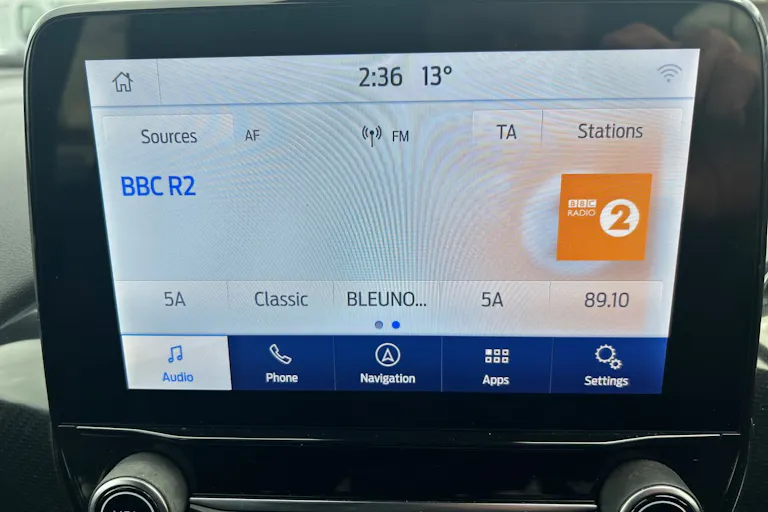 2:36 13°
Sources AF FM TA Stations
BBC R2
BBC
RADIO 2
5A Classic BLEUNO... 5A 89.10
Audio Phone Navigation Apps Settings